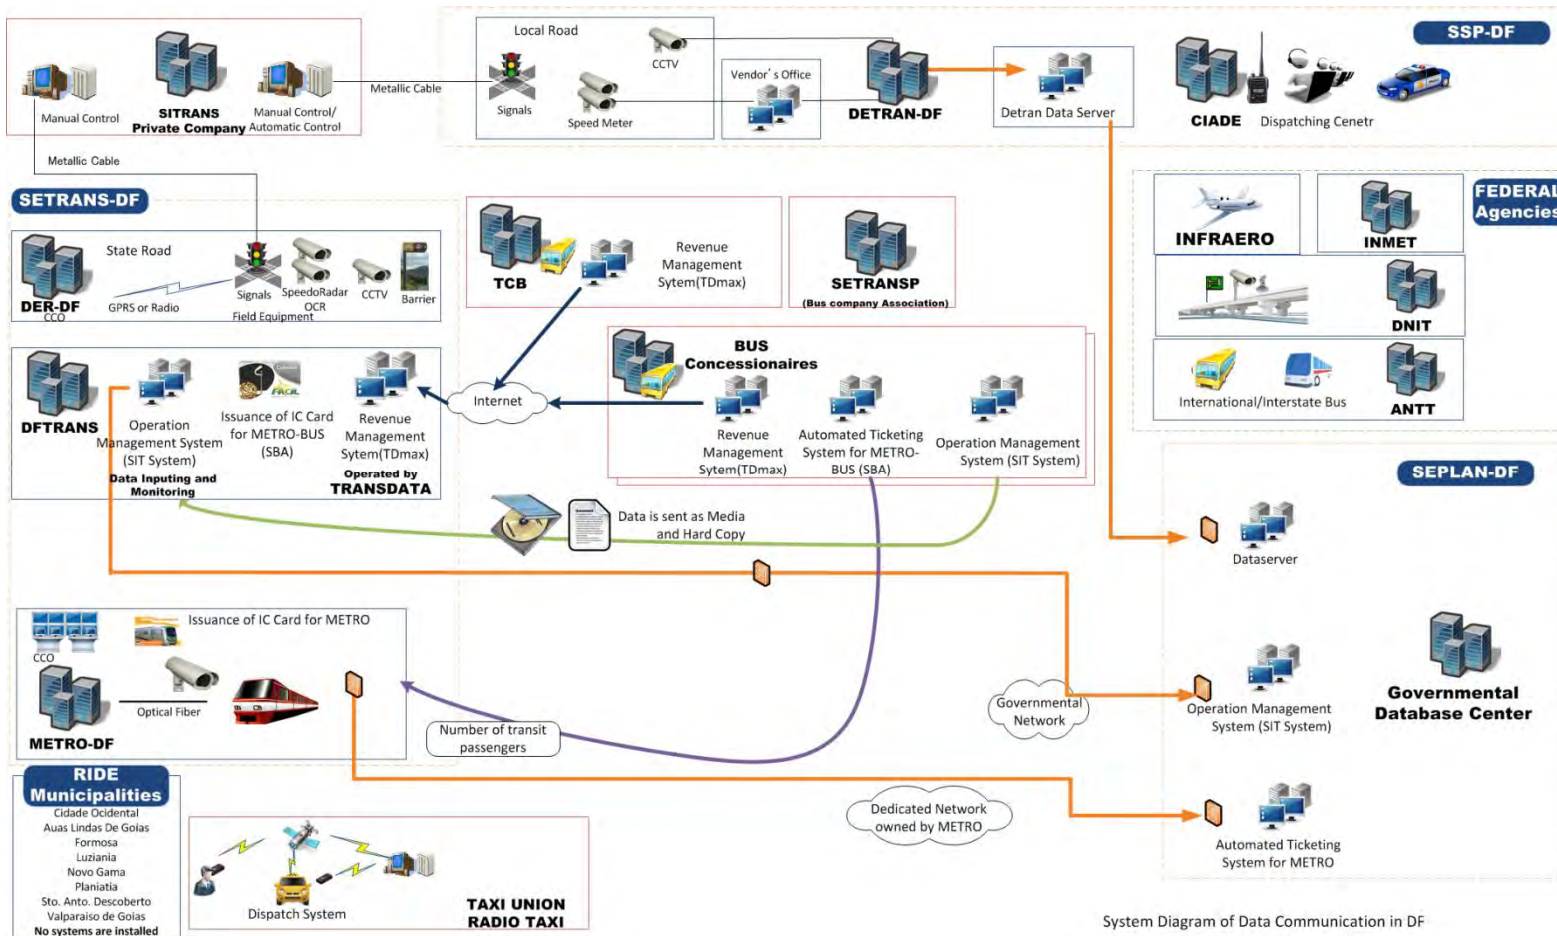 SSP-DF
Local Road
CCTV
Signals
Speed Meter
Vendor´s Office
DETRAN-DF
Detran Data Server
CIADE
Dispatching Cenetr
Manual Control
SITRANS
Private Company
Manual Control/
Automatic Control
Metallic Cable
Metallic Cable
SETRANS-DF
State Road
DER-DF
CCO
GPRS or Radio
Signals
Field Equipment
SpeedoRadar
OCR
CCTV
Barrier
TCB
Revenue
Management
Sytem(TDmax)
SETRANSP
(Bus company Association)
FEDERAL
Agencies
INFRAERO
INMET
DNIT
International/Interstate Bus
ANTT
DFTRANS
Operation
Management System
(SIT System)
Data Inputing and
Monitoring
FÁCIL
Issuance of IC Card
for METRO-BUS
(SBA)
Revenue
Management
Sytem(TDmax)
Operated by
TRANSDATA
Internet
BUS
Concessionaires
Revenue
Management
Sytem(TDmax)
Automated Ticketing
System for METRO-
BUS (SBA)
Operation Management
System (SIT System)
Data is sent as Media
and Hard Copy
SEPLAN-DF
Dataserver
Operation Management
System (SiT System)
Governmental
Database Center
Automated Ticketing
System for METRO
Governmental
Network
Issuance of IC Card for METRO
CCO
Optical Fiber
METRO-DF
Number of transit
passengers
Dedicated Network
owned by METRO
RIDE
Municipalities
Cidade Ocidental
Auas Lindas De Goias
Formosa
Luziania
Novo Gama
Planiatia
Sto. Anto. Descoberto
Valparaiso de Goias
No systems are installed
Dispatch System
TAXI UNION
RADIO TAXI
System Diagram of Data Communication in DF